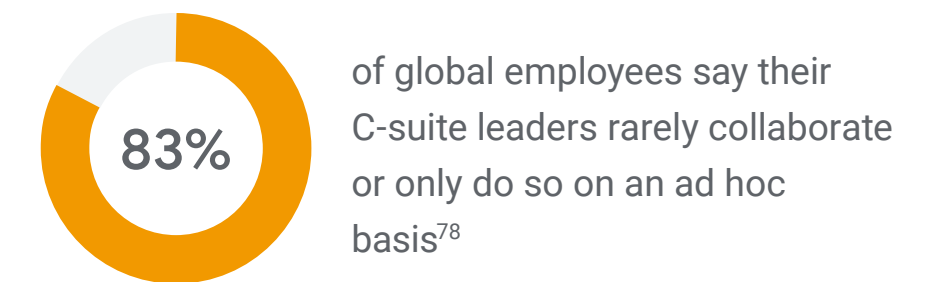 83%
of global employees say their
C-suite leaders rarely collaborate
or only do so on an ad hoc
basis78